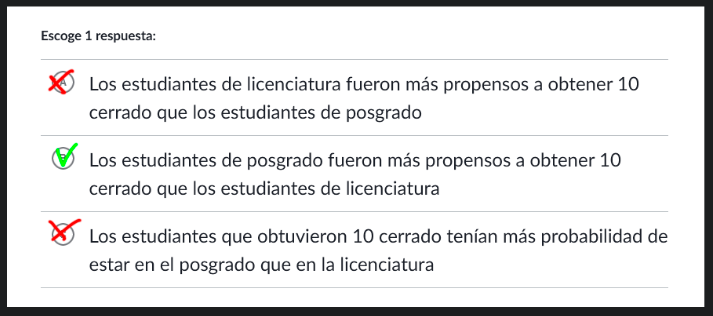 Escoge 1 respuesta:
Los estudiantes de licenciatura fueron más propensos a obtener 10
cerrado que los estudiantes de posgrado
Los estudiantes de posgrado fueron más propensos a obtener 10
cerrado que los estudiantes de licenciatura
Los estudiantes que obtuvieron 10 cerrado tenían más probabilidad de
estar en el posgrado que en la licenciatura